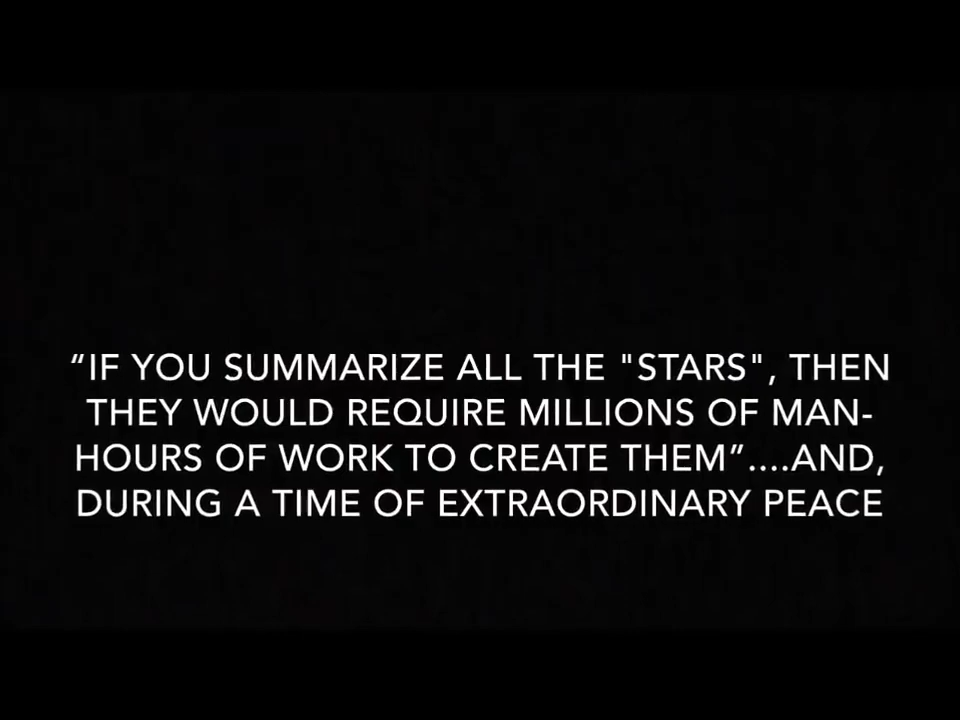 “IF YOU SUMMARIZE ALL THE "STARS", THEN
THEY WOULD REQUIRE MILLIONS OF MAN-
HOURS OF WORK TO CREATE THEM”....AND,
DURING A TIME OF EXTRAORDINARY PEACE